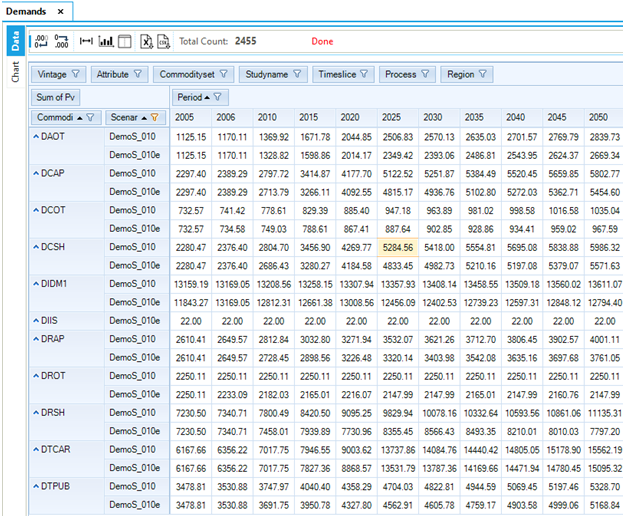 Demands ×
Data
Chart
.00 .000 XLS CSV Total Count: 2455 Done
Vintage Attribute Commodityset Studyname Timeslice Process Region
Sum of Pv Period
Commodi Scenar 2005 2006 2010 2015 2020 2025 2030 2035 2040 2045 2050
DAOT DemoS_010 1125.15 1170.11 1369.92 1671.78 2044.85 2506.83 2570.13 2635.03 2701.57 2769.79 2839.73
DemoS_010e 1125.15 1170.11 1328.82 1598.86 2014.17 2349.42 2393.06 2486.81 2543.95 2624.37 2669.34
DCAP DemoS_010 2297.40 2389.29 2797.72 3414.87 4177.70 5122.52 5251.87 5384.49 5520.45 5659.85 5802.77
DemoS_010e 2297.40 2389.29 2713.79 3266.11 4092.55 4815.17 4936.76 5102.80 5272.03 5362.71 5454.60
DCOT DemoS_010 732.57 741.42 778.61 829.39 885.40 947.18 963.89 981.02 998.58 1016.58 1035.04
DemoS_010e 732.57 734.58 749.03 788.61 867.41 887.64 902.85 928.86 934.41 959.02 967.59
DCSH DemoS_010 2280.47 2376.40 2804.70 3456.90 4269.77 5284.56 5418.00 5554.81 5695.08 5838.88 5986.32
DemoS_010e 2280.47 2376.40 2686.43 3280.27 4184.58 4833.45 4982.73 5210.16 5197.08 5379.07 5571.63
DIDM1 DemoS_010 13159.19 13169.05 13208.56 13258.15 13307.94 13357.93 13408.14 13458.55 13509.18 13560.02 13611.07
DemoS_010e 11843.27 13169.05 12812.31 12661.38 13008.56 12456.09 12402.53 12739.23 12597.31 12848.12 12794.40
DIIS DemoS_010 22.00 22.00 22.00 22.00 22.00 22.00 22.00 22.00 22.00 22.00 22.00
DRAP DemoS_010 2610.41 2649.57 2812.84 3032.80 3271.94 3532.07 3621.26 3712.70 3806.45 3902.57 4001.11
DemoS_010e 2610.41 2649.57 2728.45 2898.56 3226.48 3320.14 3403.98 3542.08 3635.16 3697.68 3761.05
DROT DemoS_010 2250.11 2250.11 2250.11 2250.11 2250.11 2250.11 2250.11 2250.11 2250.11 2250.11 2250.11
DemoS_010e 2250.11 2233.09 2182.03 2165.01 2216.07 2147.99 2147.99 2165.01 2147.99 2160.76 2147.99
DRSH DemoS_010 7230.50 7340.71 7800.49 8420.50 9095.25 9829.94 10078.16 10332.64 10593.56 10861.06 11135.31
DemoS_010e 7230.50 7340.71 7458.01 7939.89 7730.96 8355.45 8566.43 8493.35 8210.01 8010.03 7797.20
DTCAR DemoS_010 6167.66 6356.22 7017.75 7946.55 9003.62 13737.86 14084.76 14440.42 14805.05 15178.90 15562.19
DemoS_010e 6167.66 6356.22 7017.75 7827.36 8868.57 13531.79 13787.36 14169.66 14471.94 14780.45 15095.32
DTPUB DemoS_010 3478.81 3530.88 3747.97 4040.40 4358.29 4704.03 4822.81 4944.59 5069.45 5197.46 5328.70
DemoS_010e 3478.81 3530.88 3691.75 3950.78 4327.80 4562.91 4605.78 4759.17 4903.58 4999.06 5168.84